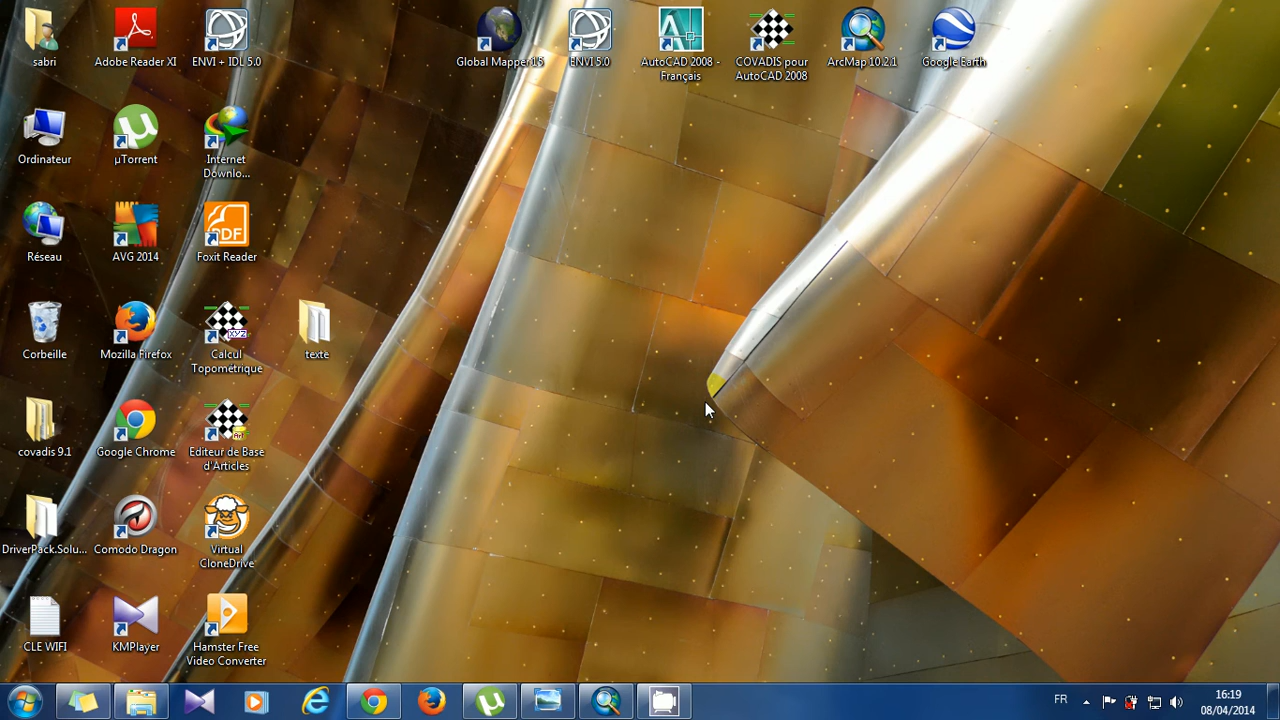 sabri
Adobe Reader XI
ENVI + IDL 5.0
Global Mapper15
ENVI 5.0
AutoCAD 2008 -
Français
COVADIS pour
AutoCAD 2008
ArcMap 10.2.1
Google Earth
Ordinateur
µTorrent
Internet
Downlo...
Réseau
AVG 2014
PDF
Foxit Reader
Corbeille
Mozilla Firefox
XYZ
Calcul
Topometrique
texte
covadis 9.1
Google Chrome
Editeur de Base
d'Articles
DriverPack.Solu...
Comodo Dragon
Virtual
CloneDrive
CLE WIFI
KMPlayer
Hamster Free
Video Converter
FR
16:19
08/04/2014